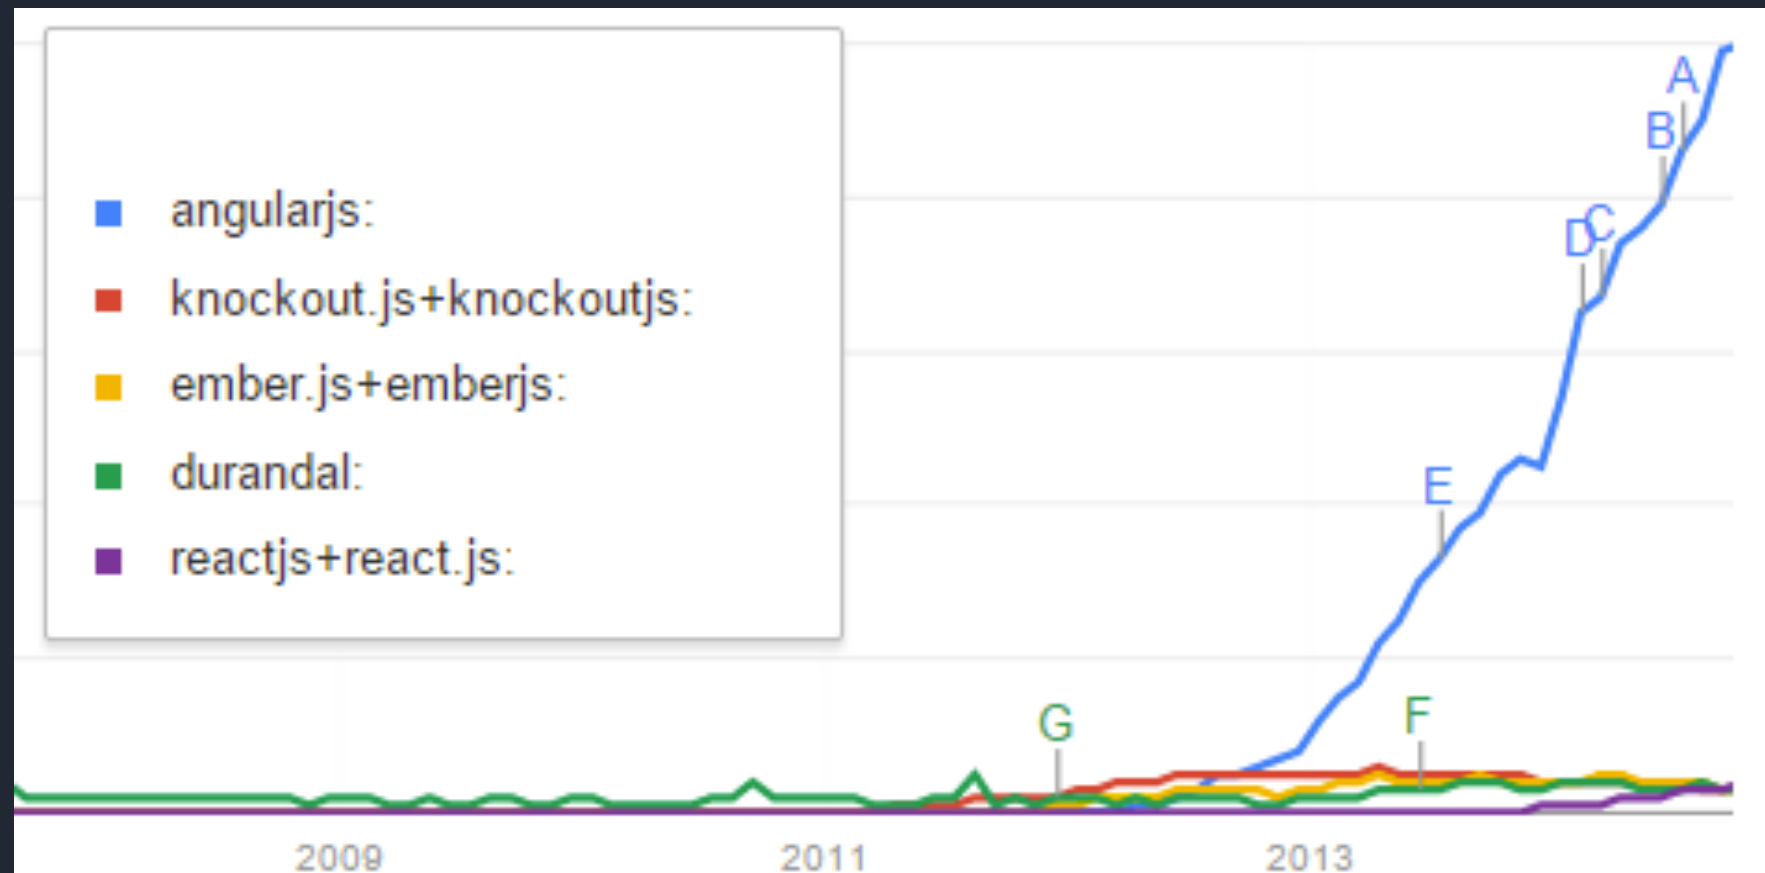 angularjs:
knockout.js+knockoutjs:
ember.js+emberjs:
durandal:
reactjs+react.js:
A
B
C
D
E
F
G
2009
2011
2013